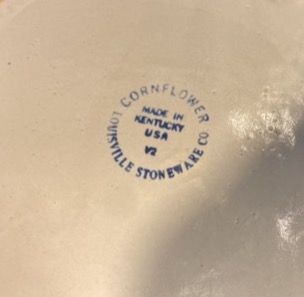 CORNFLOWER
MADE IN
KENTUCKY
USA
V2
LOUISVILLE STONEWARE CO